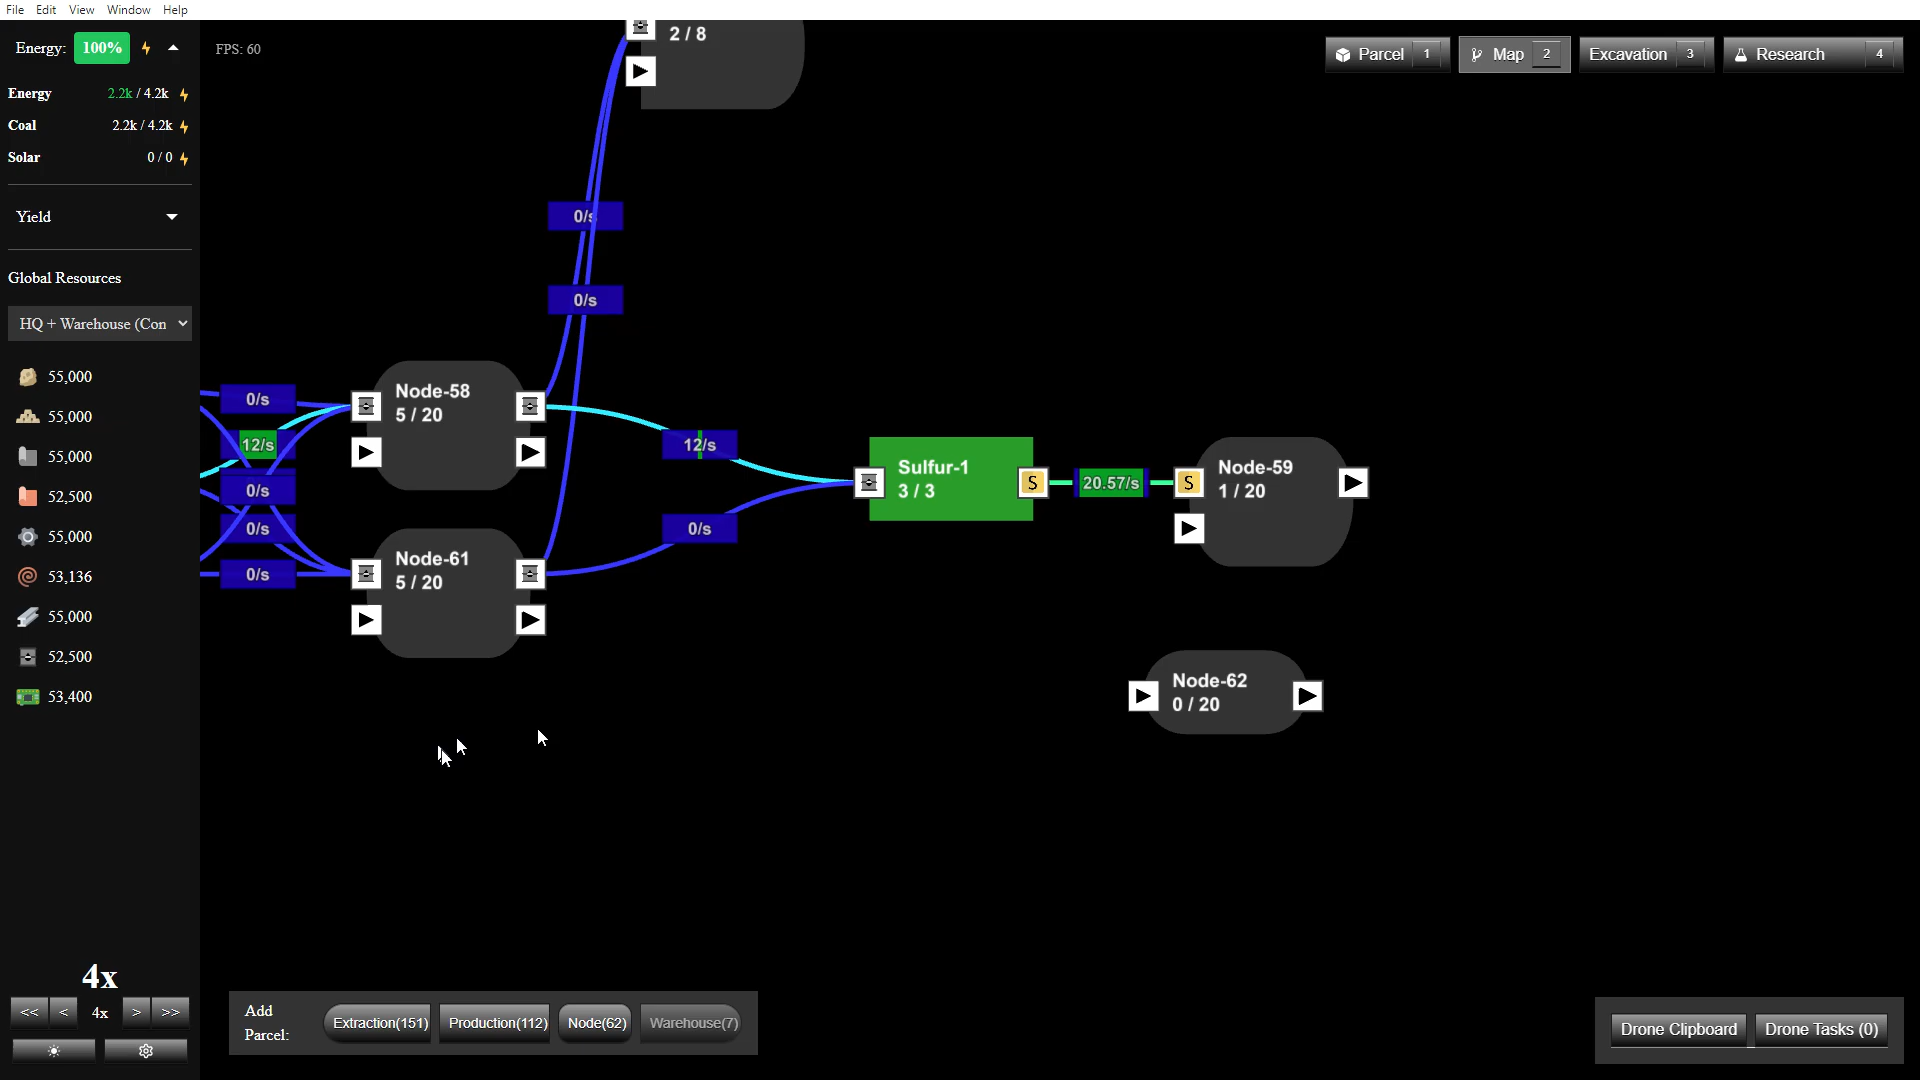 File Edit View Window Help
Energy: 100%
FPS: 60
Energy 2.2k / 4.2k
Coal 2.2k / 4.2k
Solar 0 / 0
Yield
Global Resources
HQ + Warehouse (Con
55,000
55,000
55,000
52,500
55,000
53,136
55,000
52,500
53,400
4x
<< < 4x > >>
2 / 8
Parcel 1
Map 2
Excavation 3
Research 4
0/s
0/s
0/s
12/s
0/s
0/s
0/s
Node-58
5 / 20
12/s
Sulfur-1
3 / 3
S
20.57/s
S
Node-59
1 / 20
Node-61
5 / 20
0/s
Node-62
0 / 20
Add
Parcel:
Extraction(151)
Production(112)
Node(62)
Warehouse(7)
Drone Clipboard
Drone Tasks (0)